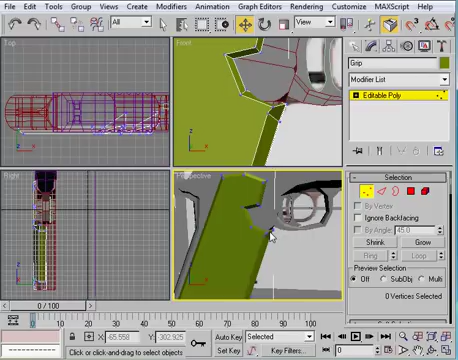 File Edit Tools Group Views Create Modifiers Animation Graph Editors Rendering Customize MAXScript Help
All
View
3
Top
Front
Right
Perspective
Grip
Modifier List
Editable Poly
Selection
By Vertex
Ignore Backfacing
By Angle: 45.0
Shrink Grow
Ring Loop
Preview Selection
Off SubObj Multi
0 Vertices Selected
0 / 100
0 10 20 30 40 50 60 70 80 90 100
X: -65.558 Y: -302.925
Auto Key Selected
Set Key Key Filters...
Click or click-and-drag to select objects